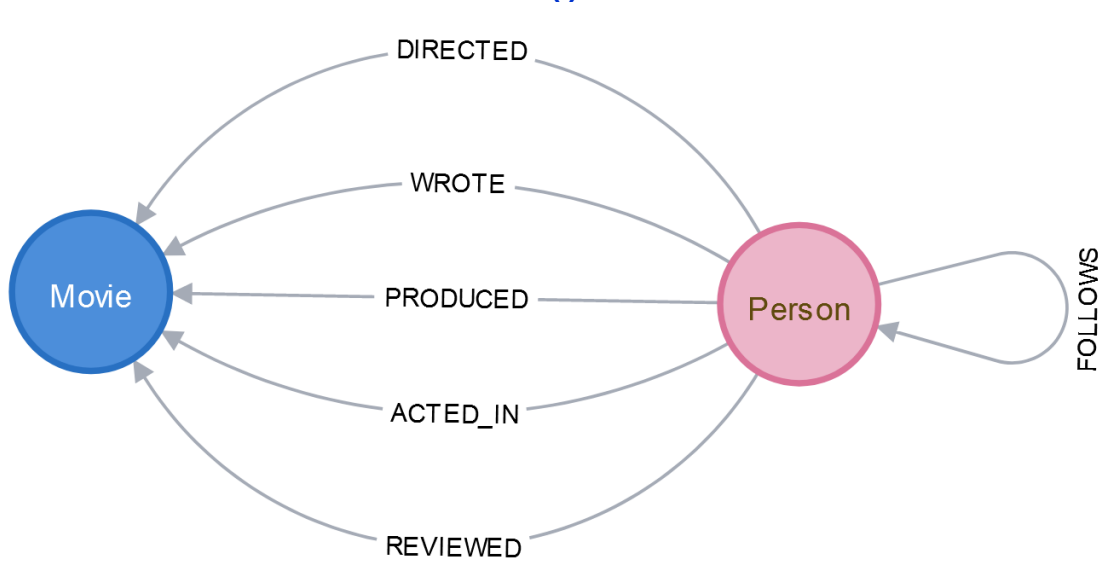 DIRECTED
WROTE
Movie
PRODUCED
Person
FOLLOWS
ACTED_IN
REVIEWED